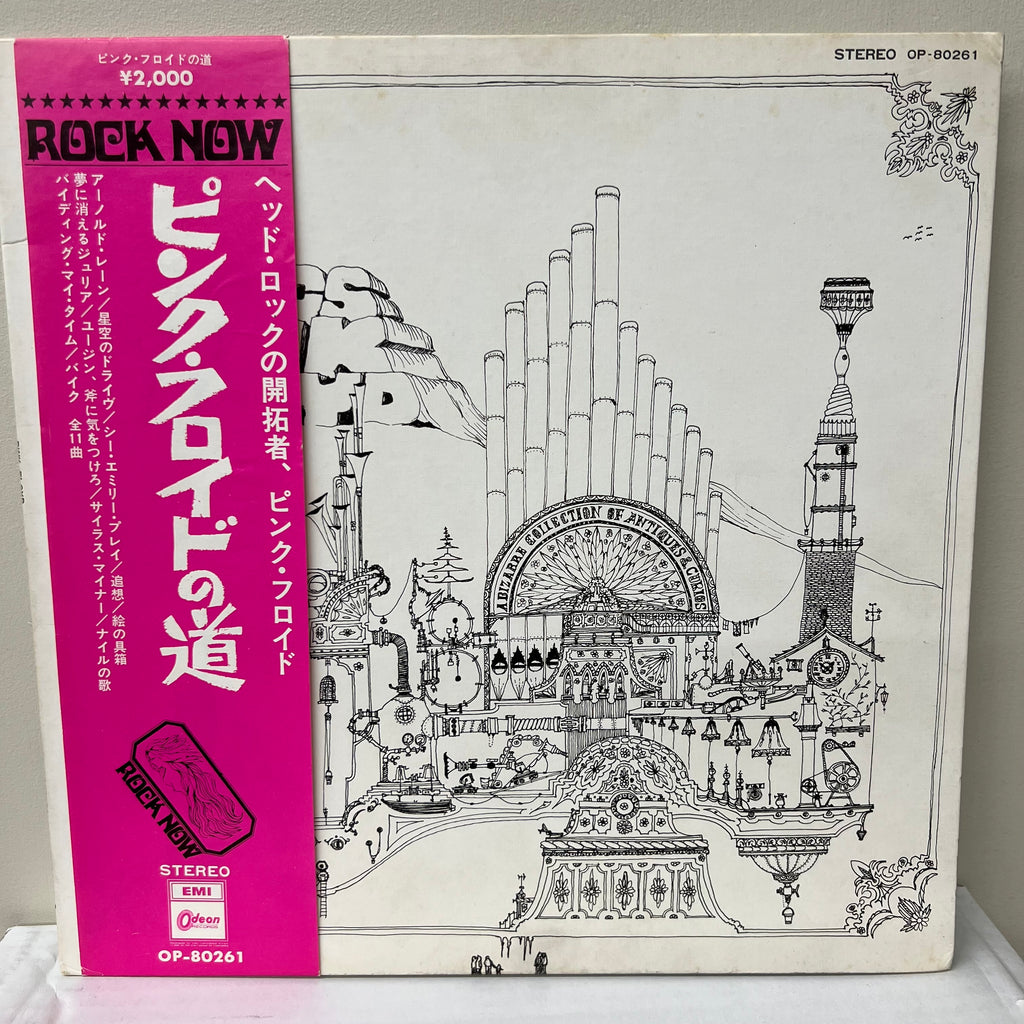 ピンク・フロイドの道
¥2,000
ROCK NOW
ヘッド・ロックの開拓者、ピンク・フロイド
ピンク・フロイドの道
アーノルド・レーン/星空のドライヴ/シー・エミリー・プレイ/追想/絵の具箱
夢に消えるジュリア/ユージン、斧に気をつけろ/サイラス・マイナー/ナイルの歌
バイディング・マイ・タイム/バイク 全11曲
ROCK NOW
STEREO
EMI
Odeon
RECORDS
OP-80261
STEREO OP-80261
A BIZARRE COLLECTION OF ANTIQUES & CURIOS